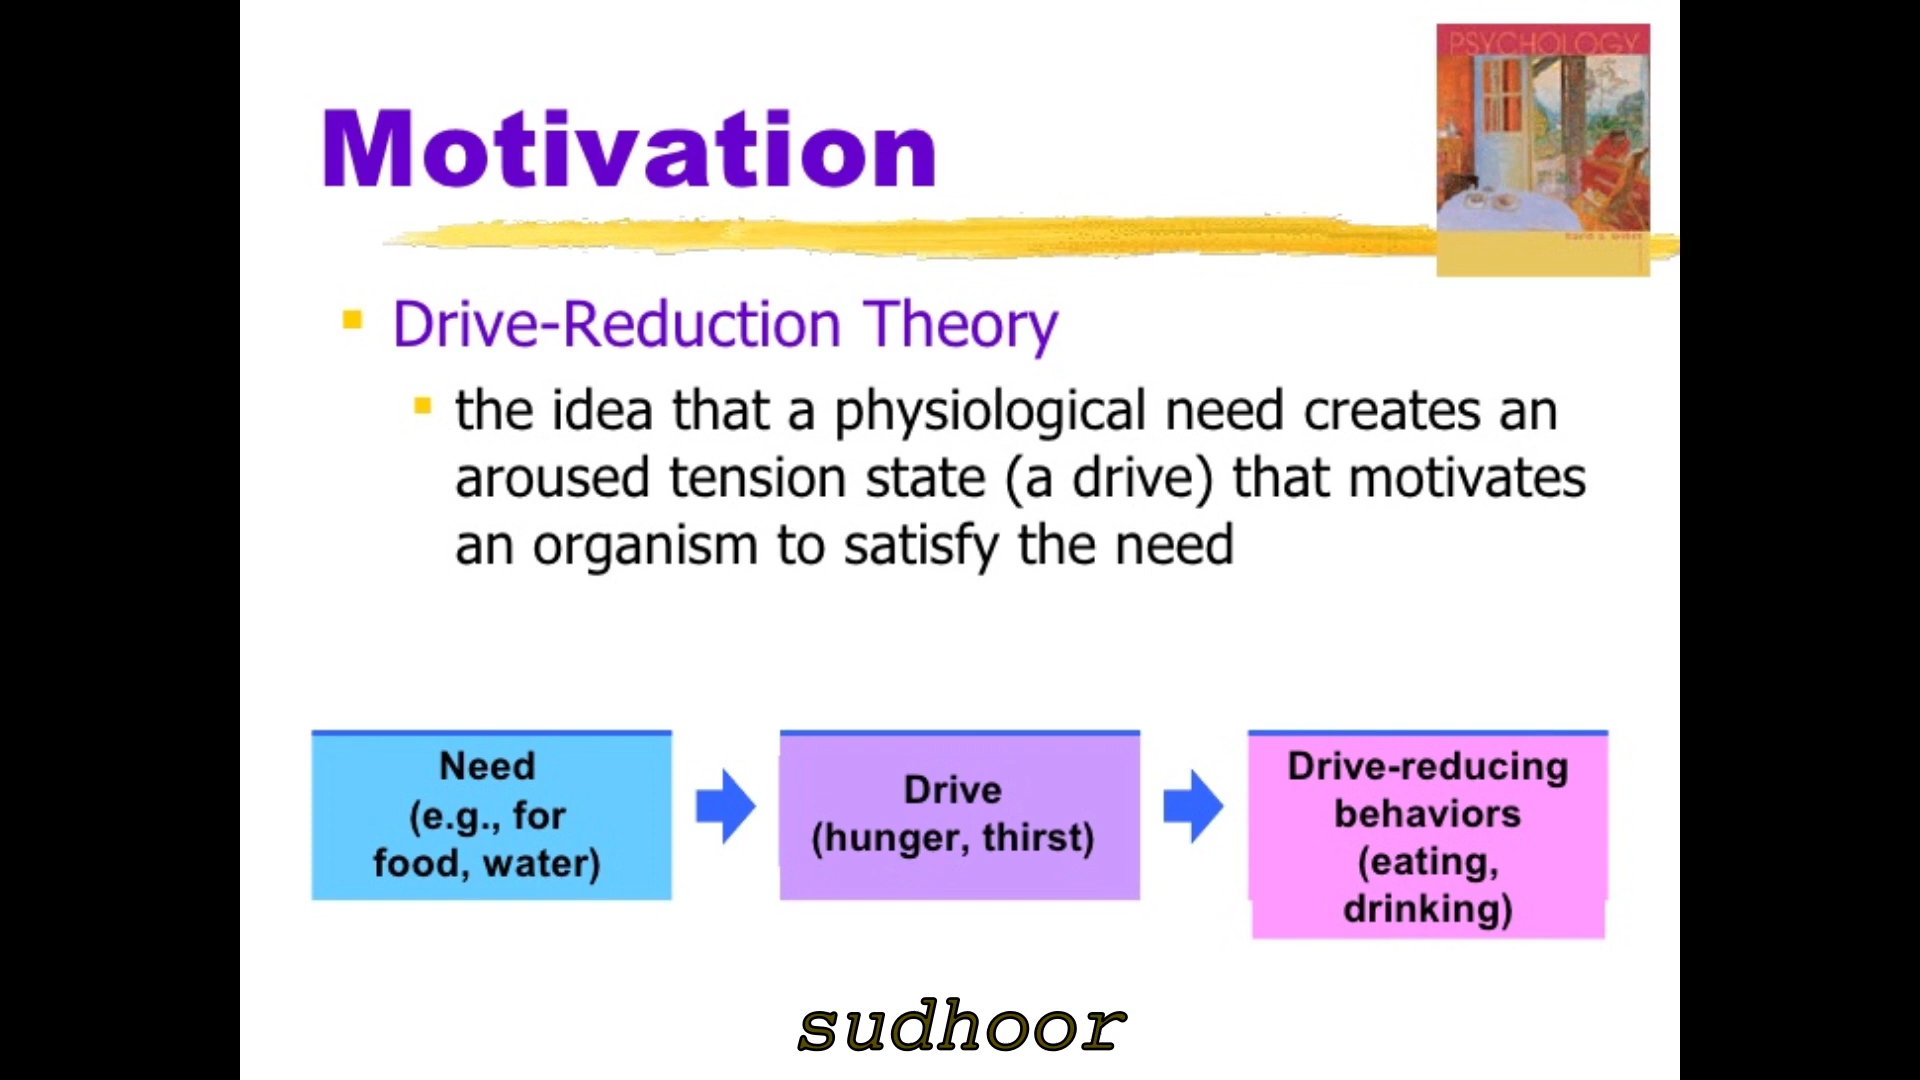 PSYCHOLOGY
Motivation
Drive-Reduction Theory
the idea that a physiological need creates an
aroused tension state (a drive) that motivates
an organism to satisfy the need
Need
(e.g., for
food, water)
Drive
(hunger, thirst)
Drive-reducing
behaviors
(eating,
drinking)
sudhoor